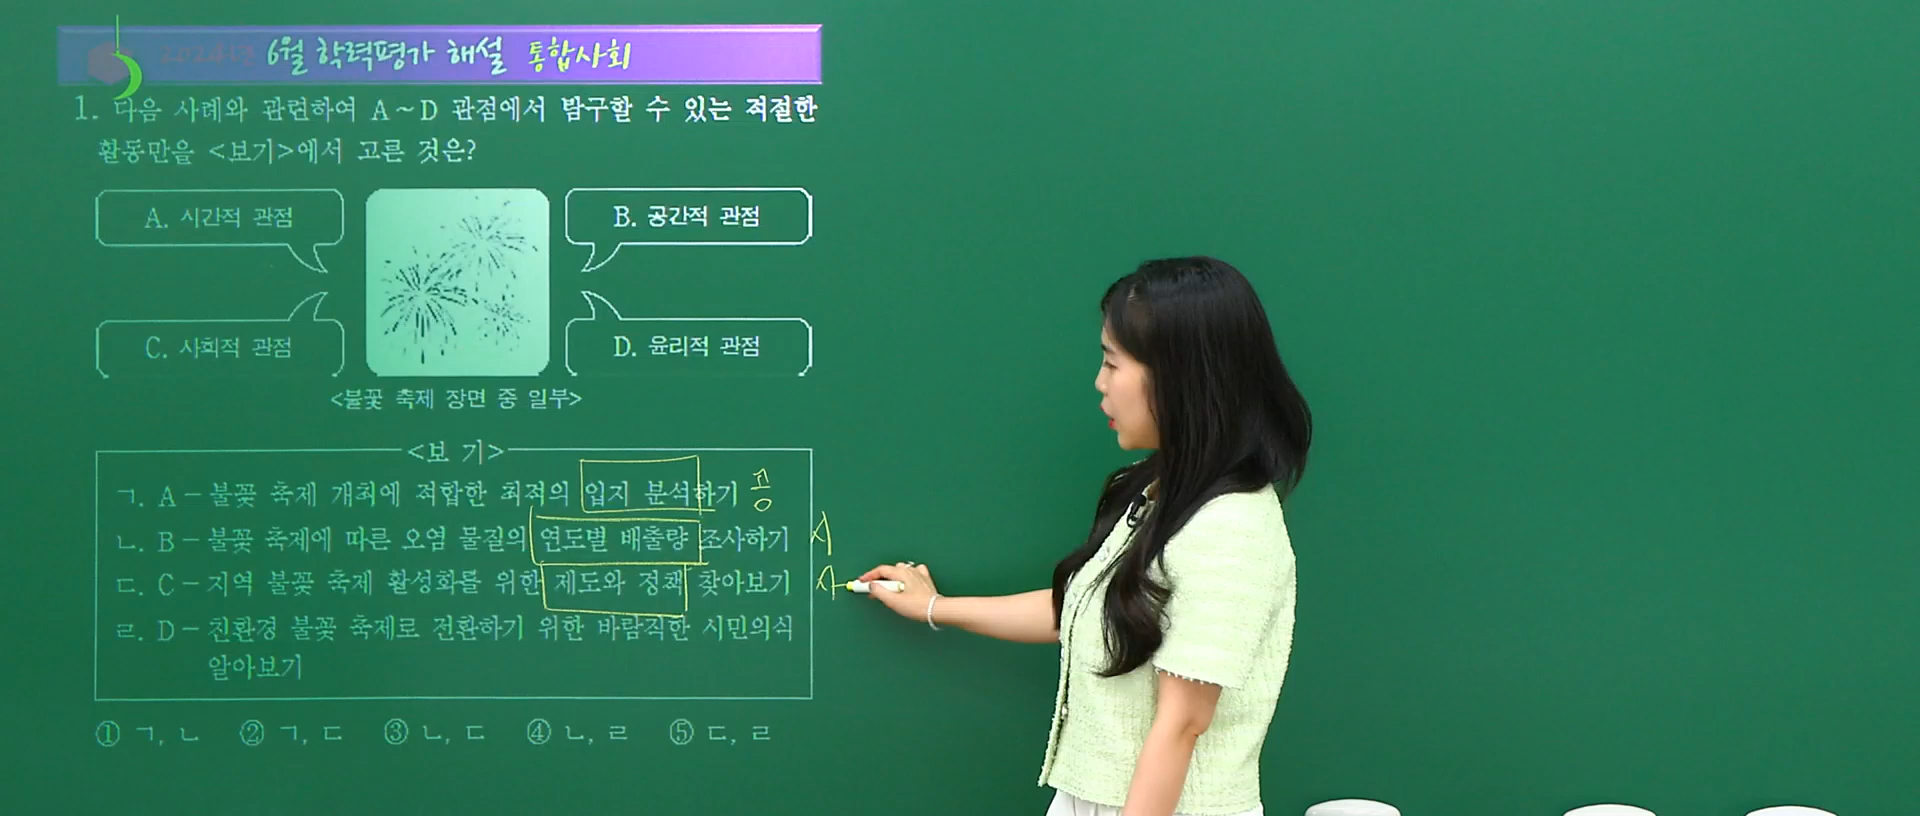 2024년 6월 학력평가 해설 통합사회
1. 다음 사례와 관련하여 A~D 관점에서 탐구할 수 있는 적절한
활동만을 <보기>에서 고른 것은?
A. 시간적 관점
B. 공간적 관점
C. 사회적 관점
D. 윤리적 관점
<불꽃 축제 장면 중 일부>
<보 기>
ㄱ. A - 불꽃 축제 개최에 적합한 최적의 입지 분석하기 공
ㄴ. B - 불꽃 축제에 따른 오염 물질의 연도별 배출량 조사하기 시
ㄷ. C - 지역 불꽃 축제 활성화를 위한 제도와 정책 찾아보기
ㄹ. D - 친환경 불꽃 축제로 전환하기 위한 바람직한 시민의식
알아보기
① ㄱ, ㄴ ② ㄱ, ㄷ ③ ㄴ, ㄷ ④ ㄴ, ㄹ ⑤ ㄷ, ㄹ